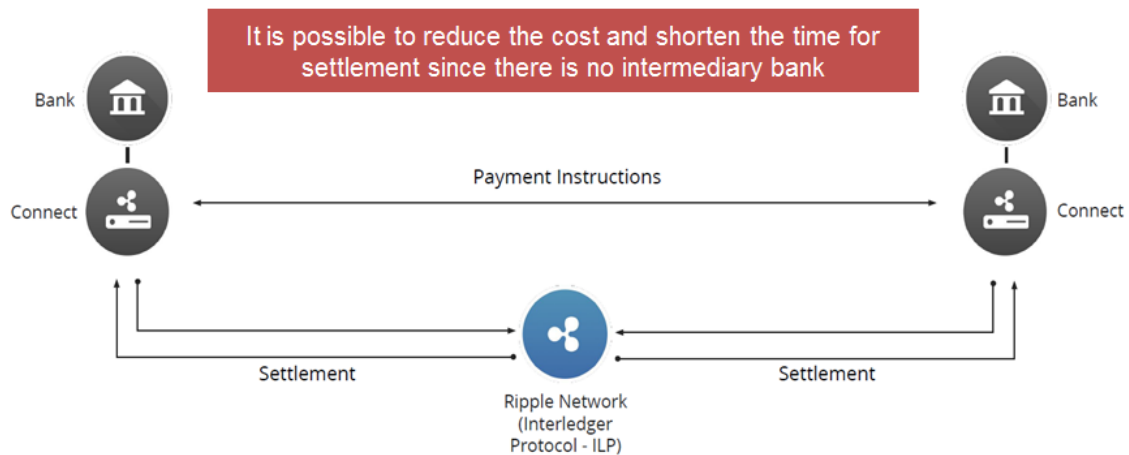 It is possible to reduce the cost and shorten the time for
settlement since there is no intermediary bank
Bank
Bank
Payment Instructions
Connect
Connect
Settlement
Settlement
Ripple Network
(Interledger
Protocol - ILP)